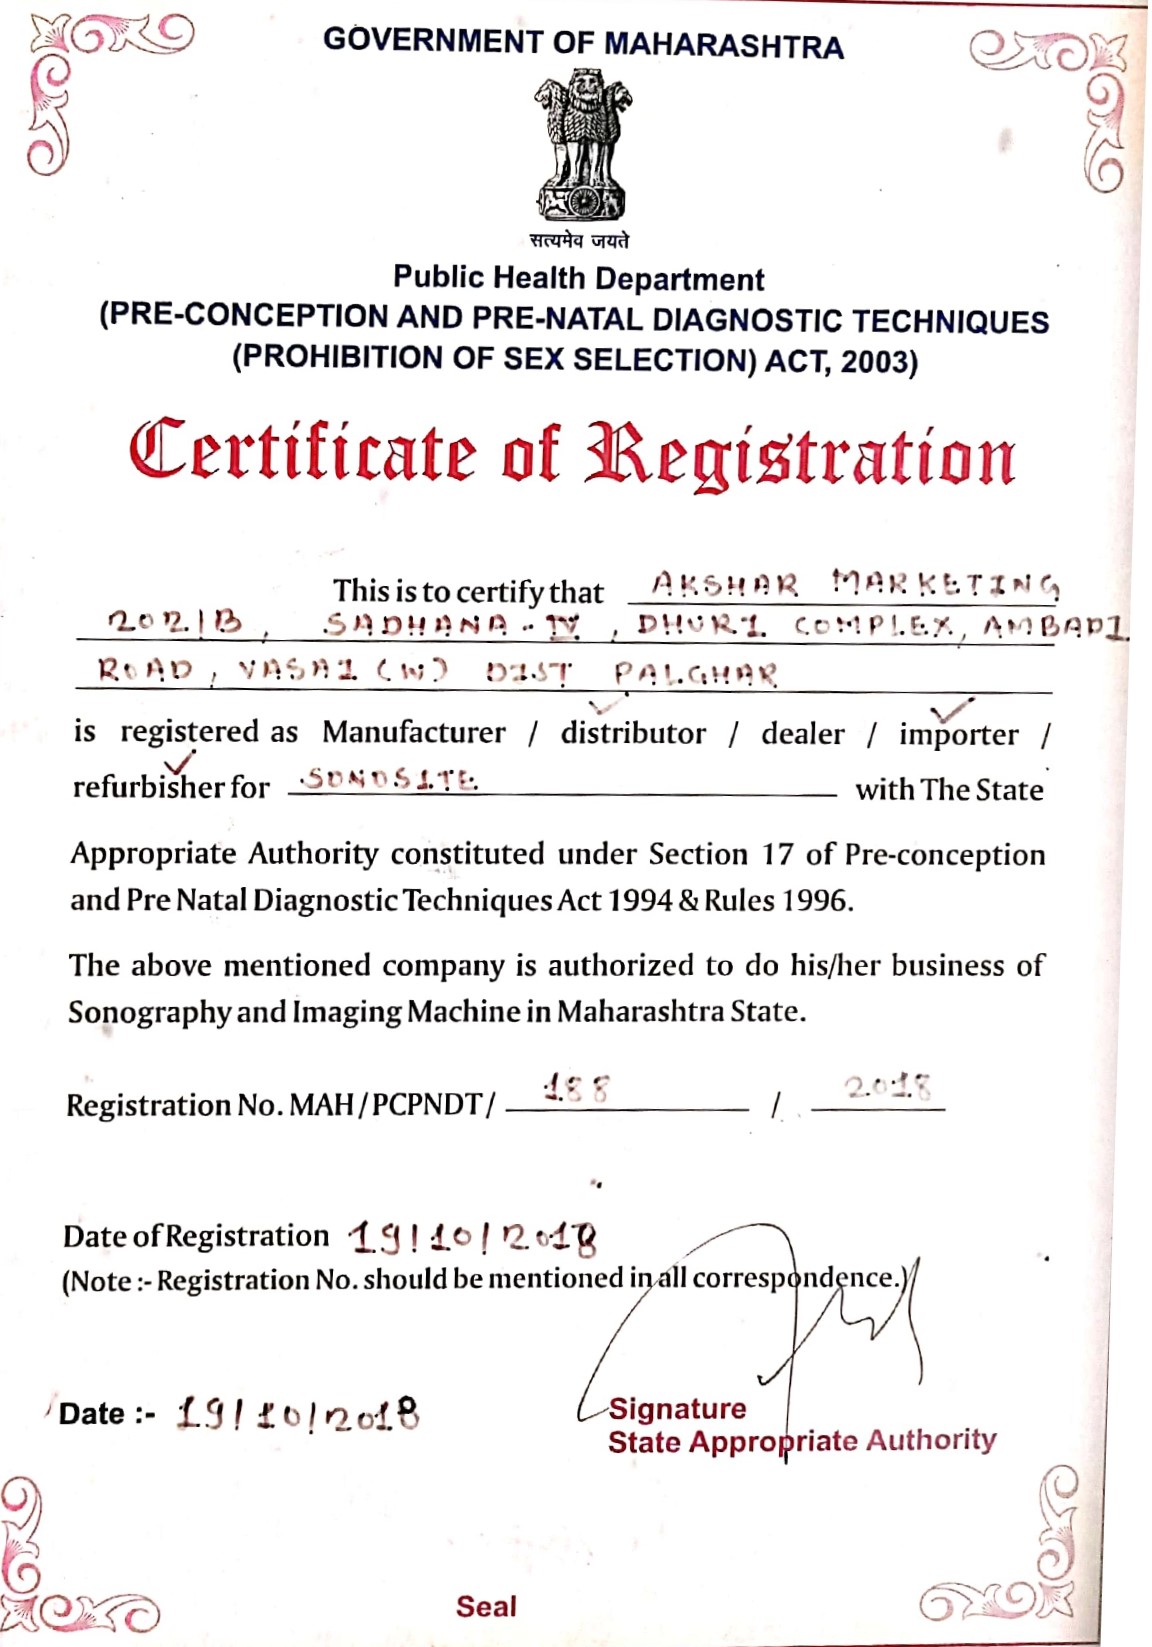 GOVERNMENT OF MAHARASHTRA
सत्यमेव जयते
Public Health Department
(PRE-CONCEPTION AND PRE-NATAL DIAGNOSTIC TECHNIQUES
(PROHIBITION OF SEX SELECTION) ACT, 2003)
Certificate of Registration
This is to certify that AKSHAR MARKETING
202/B, SADHANA-IV, DHURI COMPLEX, AMBADI
ROAD, VASAI (W) DIST PALGHAR
is registered as Manufacturer / distributor / dealer / importer /
refurbisher for SONOSITE with The State
Appropriate Authority constituted under Section 17 of Pre-conception
and Pre Natal Diagnostic Techniques Act 1994 & Rules 1996.
The above mentioned company is authorized to do his/her business of
Sonography and Imaging Machine in Maharashtra State.
Registration No. MAH / PCPNDT / 188 / 2018
Date of Registration 19/10/2018
(Note :- Registration No. should be mentioned in all correspondence.)
Date :- 19/10/2018
Signature
State Appropriate Authority
Seal